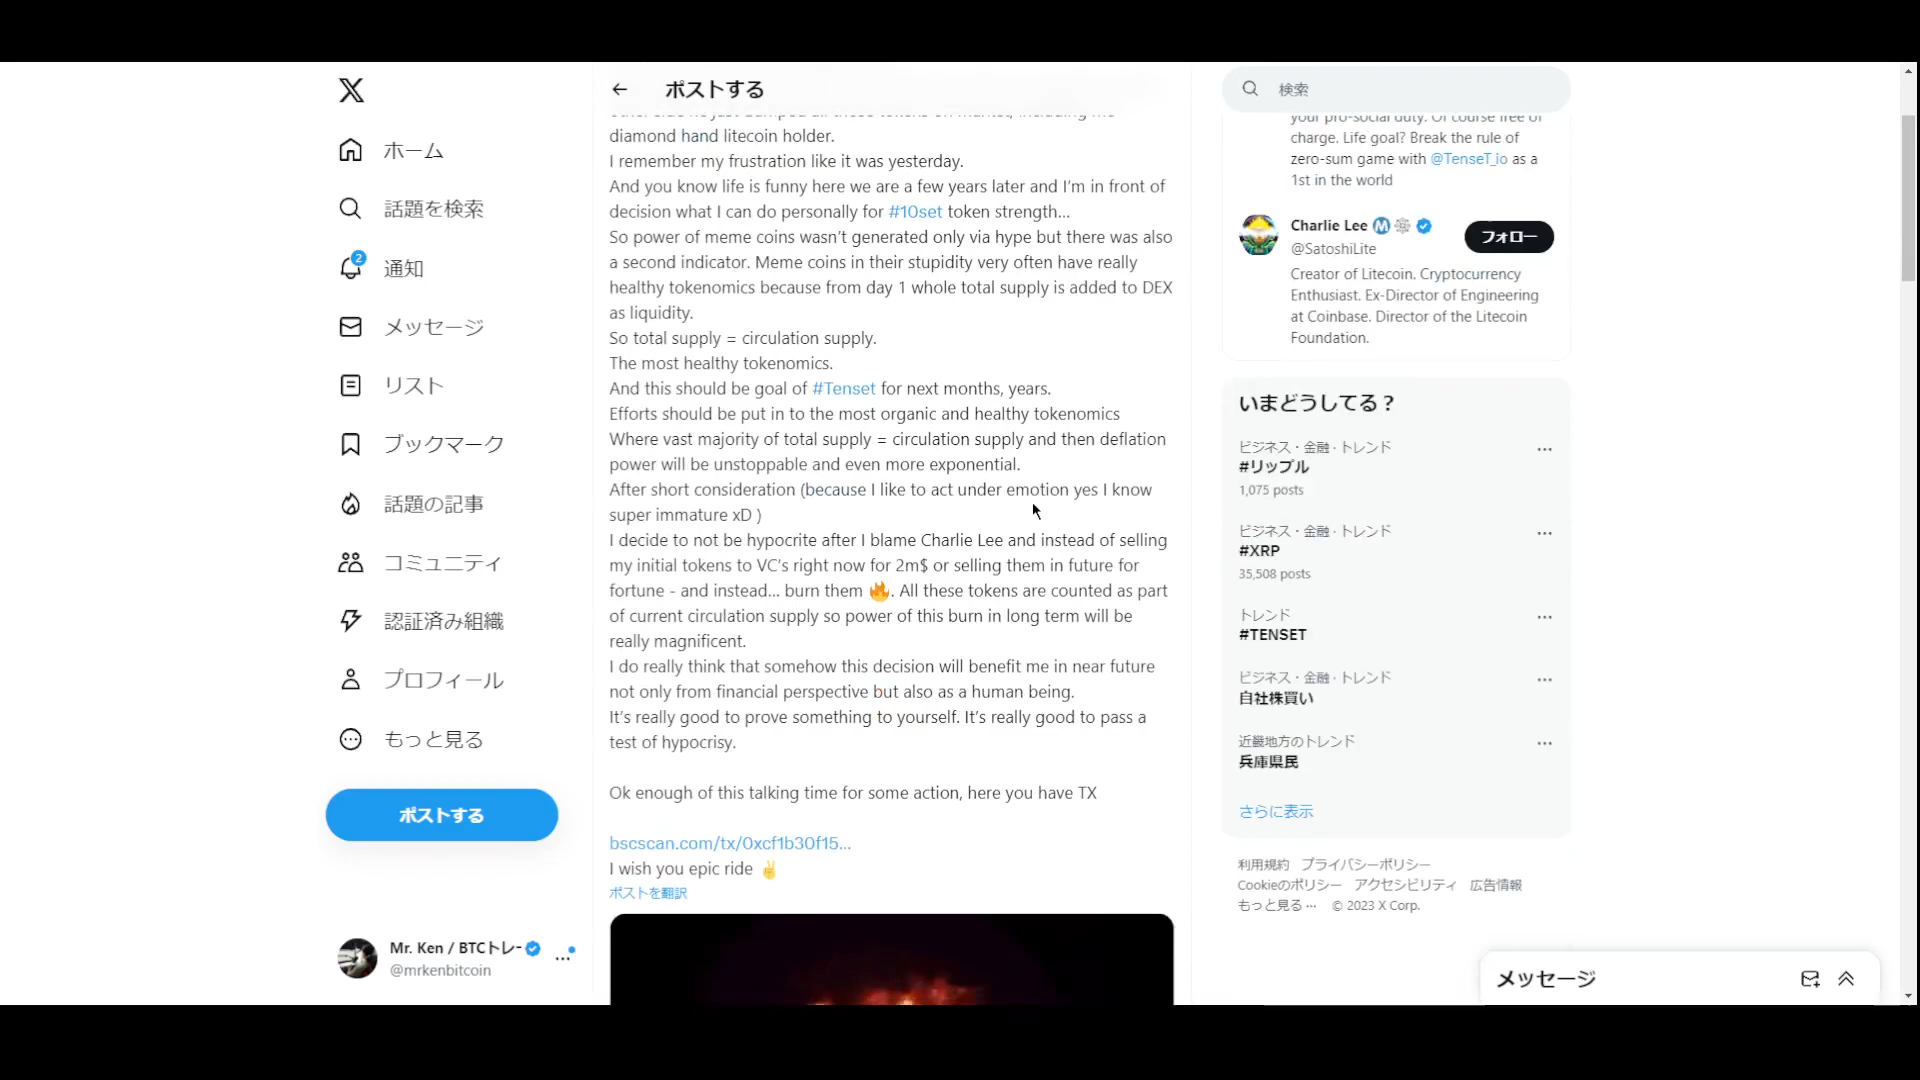 X
ホーム
話題を検索
2
通知
メッセージ
リスト
ブックマーク
話題の記事
コミュニティ
認証済み組織
プロフィール
もっと見る
ポストする
Mr. Ken / BTCトレ-
@mrkenbitcoin
ポストする
diamond hand litecoin holder.
I remember my frustration like it was yesterday.
And you know life is funny here we are a few years later and I'm in front of
decision what I can do personally for #10set token strength...
So power of meme coins wasn't generated only via hype but there was also
a second indicator. Meme coins in their stupidity very often have really
healthy tokenomics because from day 1 whole total supply is added to DEX
as liquidity.
So total supply = circulation supply.
The most healthy tokenomics.
And this should be goal of #Tenset for next months, years.
Efforts should be put in to the most organic and healthy tokenomics
Where vast majority of total supply = circulation supply and then deflation
power will be unstoppable and even more exponential.
After short consideration (because I like to act under emotion yes I know
super immature xD )
I decide to not be hypocrite after I blame Charlie Lee and instead of selling
my initial tokens to VC's right now for 2m$ or selling them in future for
fortune - and instead... burn them 🔥. All these tokens are counted as part
of current circulation supply so power of this burn in long term will be
really magnificent.
I do really think that somehow this decision will benefit me in near future
not only from financial perspective but also as a human being.
It's really good to prove something to yourself. It's really good to pass a
test of hypocrisy.
Ok enough of this talking time for some action, here you have TX
bscscan.com/tx/0xcf1b30f15...
I wish you epic ride ✌
ポストを翻訳
検索
your pro-social duty. Of course free of
charge. Life goal? Break the rule of
zero-sum game with @TenseT_io as a
1st in the world
Charlie Lee
@SatoshiLite
フォロー
Creator of Litecoin. Cryptocurrency
Enthusiast. Ex-Director of Engineering
at Coinbase. Director of the Litecoin
Foundation.
いまどうしてる？
ビジネス・金融・トレンド
#リップル
1,075 posts
ビジネス・金融・トレンド
#XRP
35,508 posts
トレンド
#TENSET
ビジネス・金融・トレンド
自社株買い
近畿地方のトレンド
兵庫県民
さらに表示
利用規約 プライバシーポリシー
Cookieのポリシー アクセシビリティ 広告情報
もっと見る ... © 2023 X Corp.
メッセージ